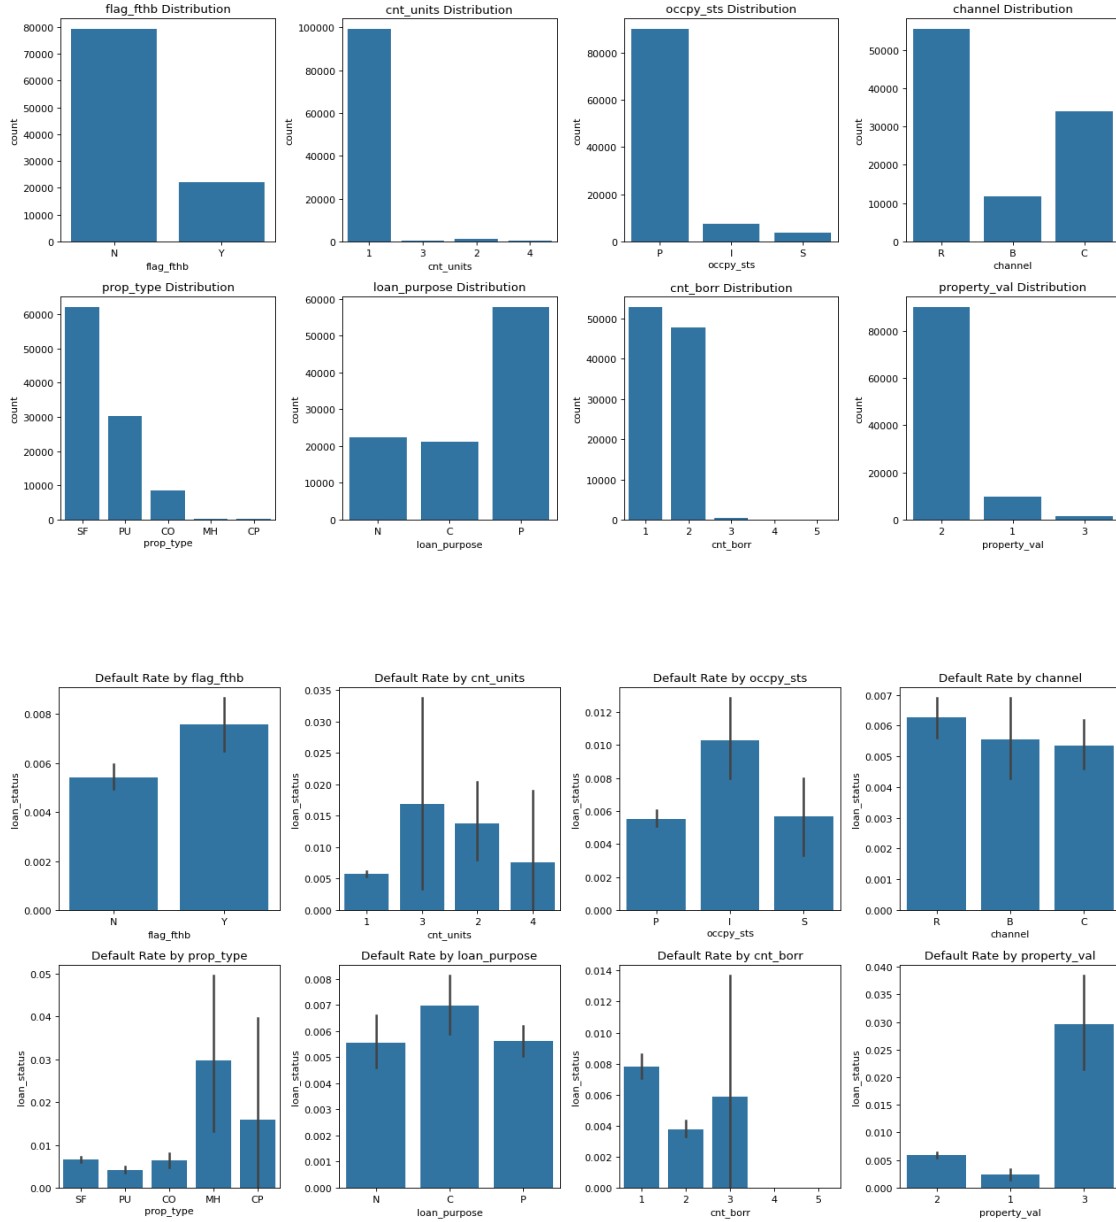 flag_fthb Distribution
80000
70000
60000
50000
40000
30000
20000
10000
0
count
N Y
flag_fthb
cnt_units Distribution
100000
80000
60000
40000
20000
0
count
1 3 2 4
cnt_units
occpy_sts Distribution
80000
60000
40000
20000
0
count
P I S
occpy_sts
channel Distribution
50000
40000
30000
20000
10000
0
count
R B C
channel
prop_type Distribution
60000
50000
40000
30000
20000
10000
0
count
SF PU CO MH CP
prop_type
loan_purpose Distribution
60000
50000
40000
30000
20000
10000
0
count
N C P
loan_purpose
cnt_borr Distribution
50000
40000
30000
20000
10000
0
count
1 2 3 4 5
cnt_borr
property_val Distribution
80000
60000
40000
20000
0
count
2 1 3
property_val
Default Rate by flag_fthb
0.008
0.006
0.004
0.002
0.000
loan_status
N Y
flag_fthb
Default Rate by cnt_units
0.035
0.030
0.025
0.020
0.015
0.010
0.005
0.000
loan_status
1 3 2 4
cnt_units
Default Rate by occpy_sts
0.012
0.010
0.008
0.006
0.004
0.002
0.000
loan_status
P I S
occpy_sts
Default Rate by channel
0.007
0.006
0.005
0.004
0.003
0.002
0.001
0.000
loan_status
R B C
channel
Default Rate by prop_type
0.05
0.04
0.03
0.02
0.01
0.00
loan_status
SF PU CO MH CP
prop_type
Default Rate by loan_purpose
0.008
0.007
0.006
0.005
0.004
0.003
0.002
0.001
0.000
loan_status
N C P
loan_purpose
Default Rate by cnt_borr
0.014
0.012
0.010
0.008
0.006
0.004
0.002
0.000
loan_status
1 2 3 4 5
cnt_borr
Default Rate by property_val
0.040
0.035
0.030
0.025
0.020
0.015
0.010
0.005
0.000
loan_status
2 1 3
property_val